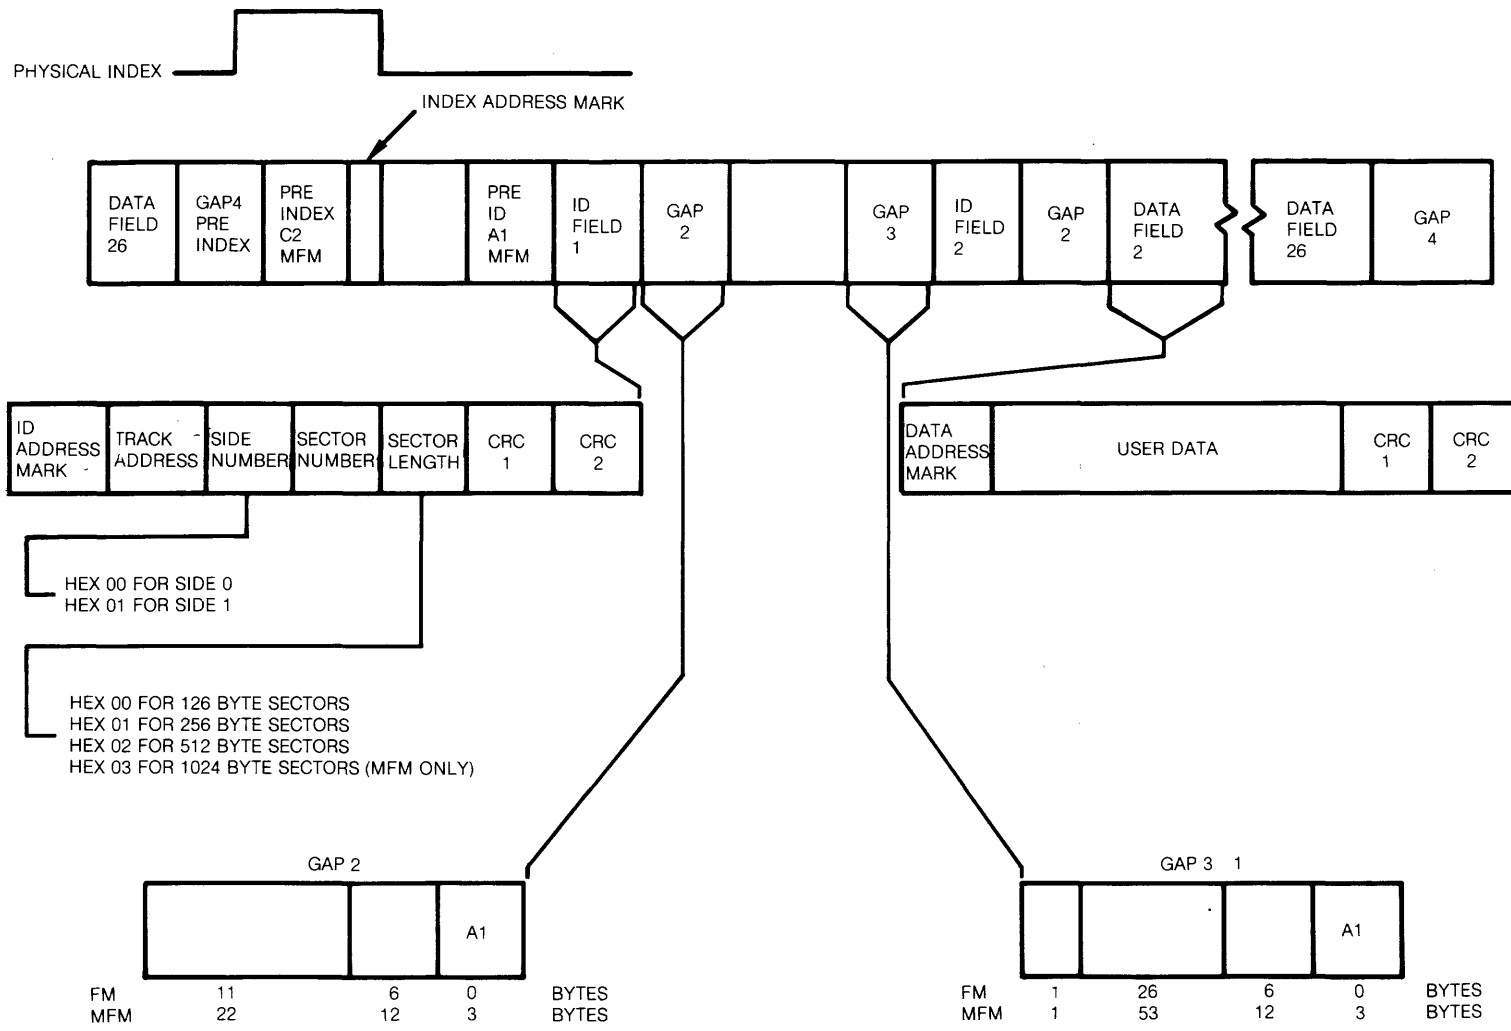 PHYSICAL INDEX
INDEX ADDRESS MARK
DATA
FIELD
26
GAP4
PRE
INDEX
PRE
INDEX
C2
MFM
PRE
ID
A1
MFM
ID
FIELD
1
GAP
2
GAP
3
ID
FIELD
2
GAP
2
DATA
FIELD
2
DATA
FIELD
26
GAP
4
ID
ADDRESS
MARK
TRACK
ADDRESS
SIDE
NUMBER
SECTOR
NUMBER
SECTOR
LENGTH
CRC
1
CRC
2
DATA
ADDRESS
MARK
USER DATA
CRC
1
CRC
2
HEX 00 FOR SIDE 0
HEX 01 FOR SIDE 1
HEX 00 FOR 126 BYTE SECTORS
HEX 01 FOR 256 BYTE SECTORS
HEX 02 FOR 512 BYTE SECTORS
HEX 03 FOR 1024 BYTE SECTORS (MFM ONLY)
GAP 2
A1
FM 11 6 0 BYTES
MFM 22 12 3 BYTES
GAP 3 1
A1
FM 1 26 6 0 BYTES
MFM 1 53 12 3 BYTES